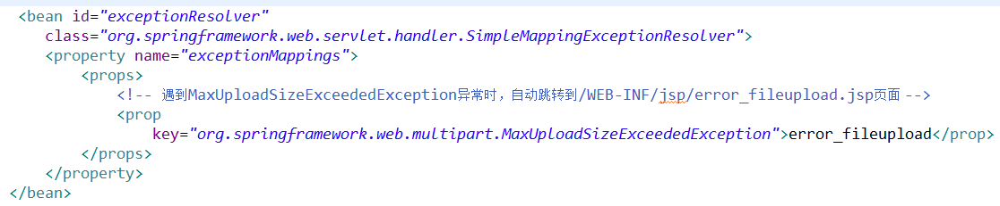 <bean id="exceptionResolver"
class="org.springframework.web.servlet.handler.SimpleMappingExceptionResolver">
<property name="exceptionMappings">
<props>
<!-- 遇到MaxUploadSizeExceededException异常时，自动跳转到/WEB-INF/jsp/error_fileupload.jsp页面 -->
<prop
key="org.springframework.web.multipart.MaxUploadSizeExceededException">error_fileupload</prop>
</props>
</property>
</bean>